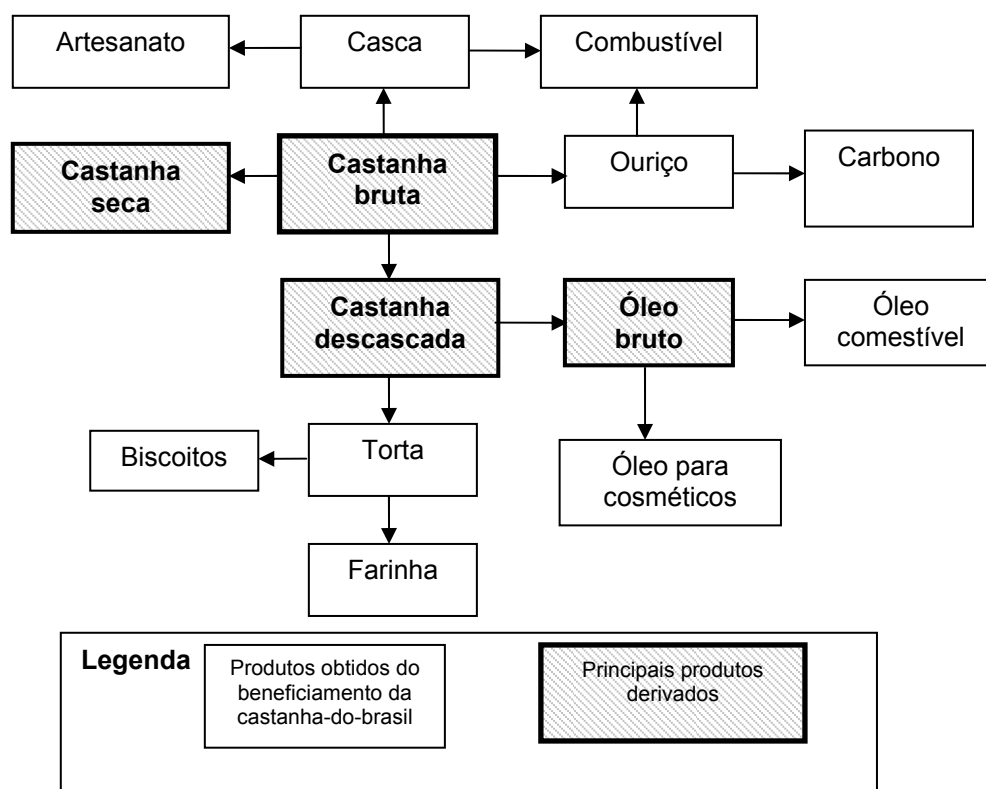 Artesanato
Casca
Combustível
Castanha
seca
Castanha
bruta
Ouriço
Carbono
Castanha
descascada
Óleo
bruto
Óleo
comestível
Biscoitos
Torta
Óleo para
cosméticos
Farinha
Legenda
Produtos obtidos do
beneficiamento da
castanha-do-brasil
Principais produtos
derivados